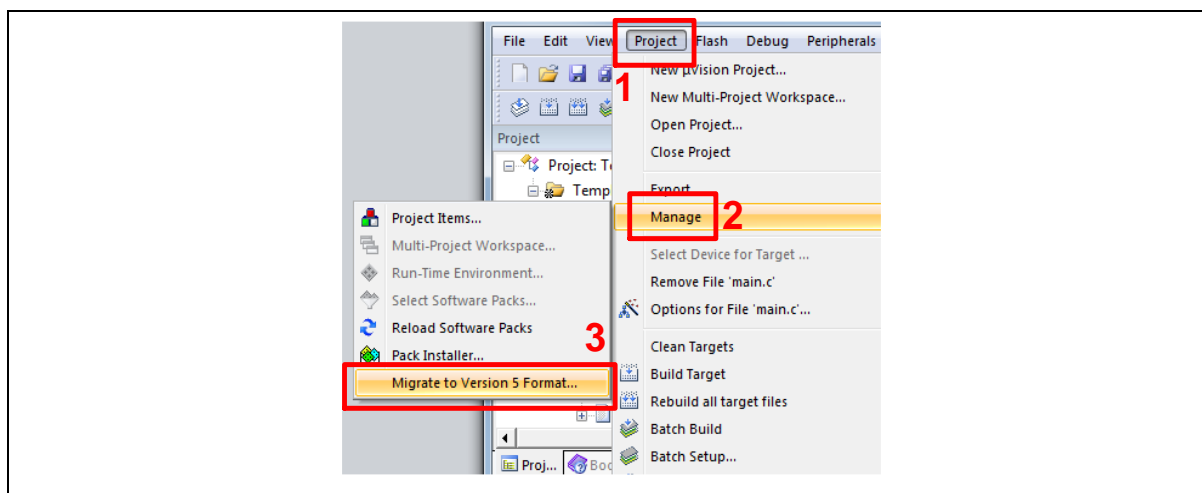 File Edit View Project Flash Debug Peripherals
1
New µVision Project...
New Multi-Project Workspace...
Open Project...
Close Project
Export
Manage 2
Select Device for Target ...
Remove File 'main.c'
Options for File 'main.c'...
Clean Targets
Build Target
Rebuild all target files
Batch Build
Batch Setup...
Project
Project:
Project Items...
Multi-Project Workspace...
Run-Time Environment...
Select Software Packs...
Reload Software Packs
3
Pack Installer...
Migrate to Version 5 Format...
Proj...